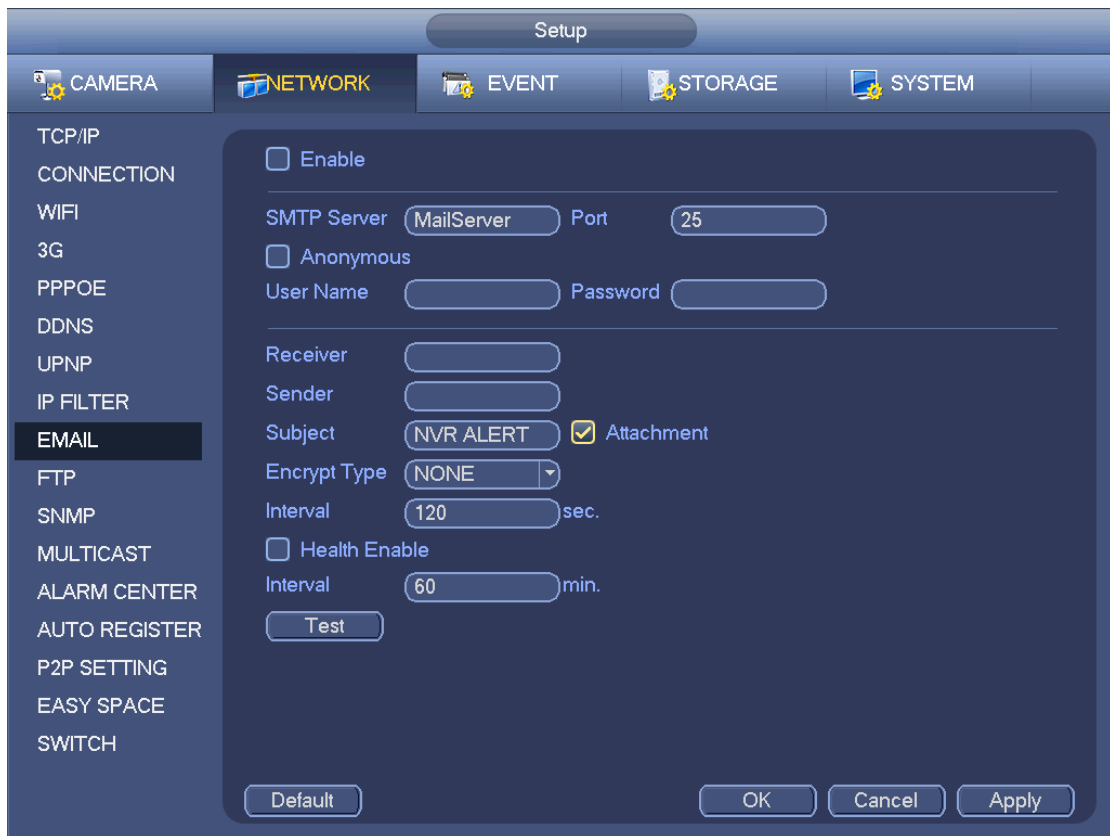 Setup
CAMERA NETWORK EVENT STORAGE SYSTEM
TCP/IP
CONNECTION
WIFI
3G
PPPOE
DDNS
UPNP
IP FILTER
EMAIL
FTP
SNMP
MULTICAST
ALARM CENTER
AUTO REGISTER
P2P SETTING
EASY SPACE
SWITCH
Enable
SMTP Server MailServer Port 25
Anonymous
User Name Password
Receiver
Sender
Subject NVR ALERT Attachment
Encrypt Type NONE
Interval 120 sec.
Health Enable
Interval 60 min.
Test
Default OK Cancel Apply